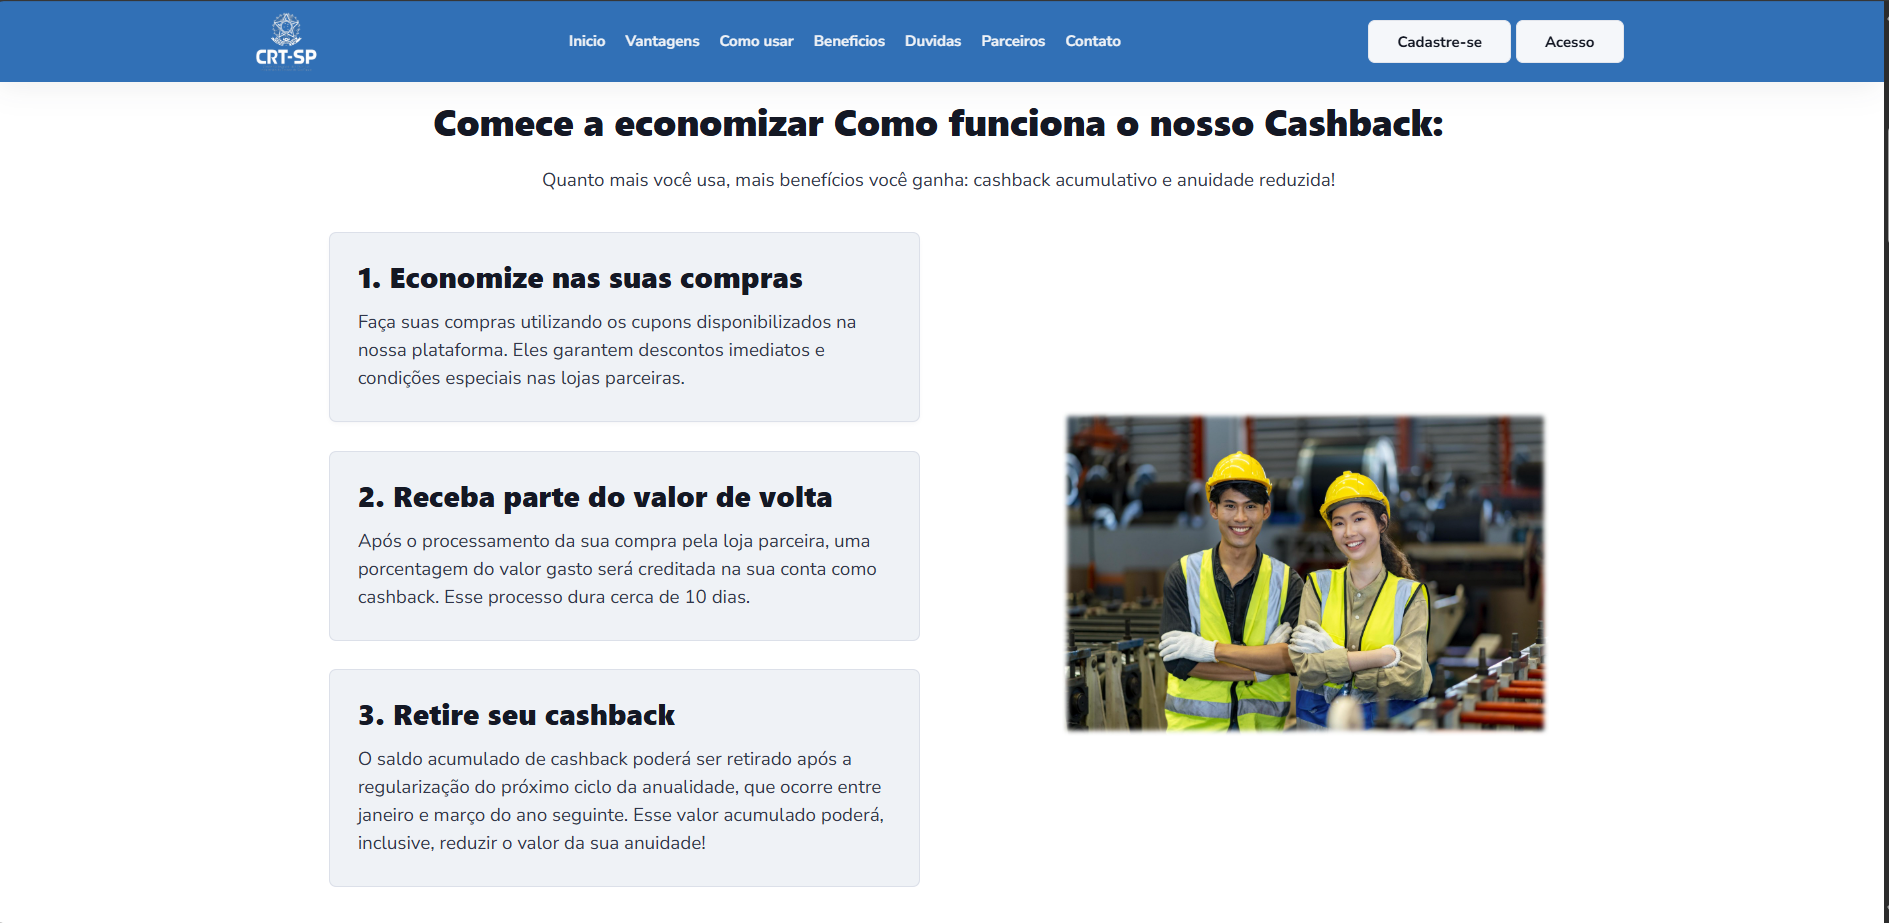 CRT-SP
Inicio Vantagens Como usar Beneficios Duvidas Parceiros Contato
Cadastre-se Acesso
Comece a economizar Como funciona o nosso Cashback:
Quanto mais você usa, mais benefícios você ganha: cashback acumulativo e anuidade reduzida!
1. Economize nas suas compras
Faça suas compras utilizando os cupons disponibilizados na
nossa plataforma. Eles garantem descontos imediatos e
condições especiais nas lojas parceiras.
2. Receba parte do valor de volta
Após o processamento da sua compra pela loja parceira, uma
porcentagem do valor gasto será creditada na sua conta como
cashback. Esse processo dura cerca de 10 dias.
3. Retire seu cashback
O saldo acumulado de cashback poderá ser retirado após a
regularização do próximo ciclo da anualidade, que ocorre entre
janeiro e março do ano seguinte. Esse valor acumulado poderá,
inclusive, reduzir o valor da sua anuidade!